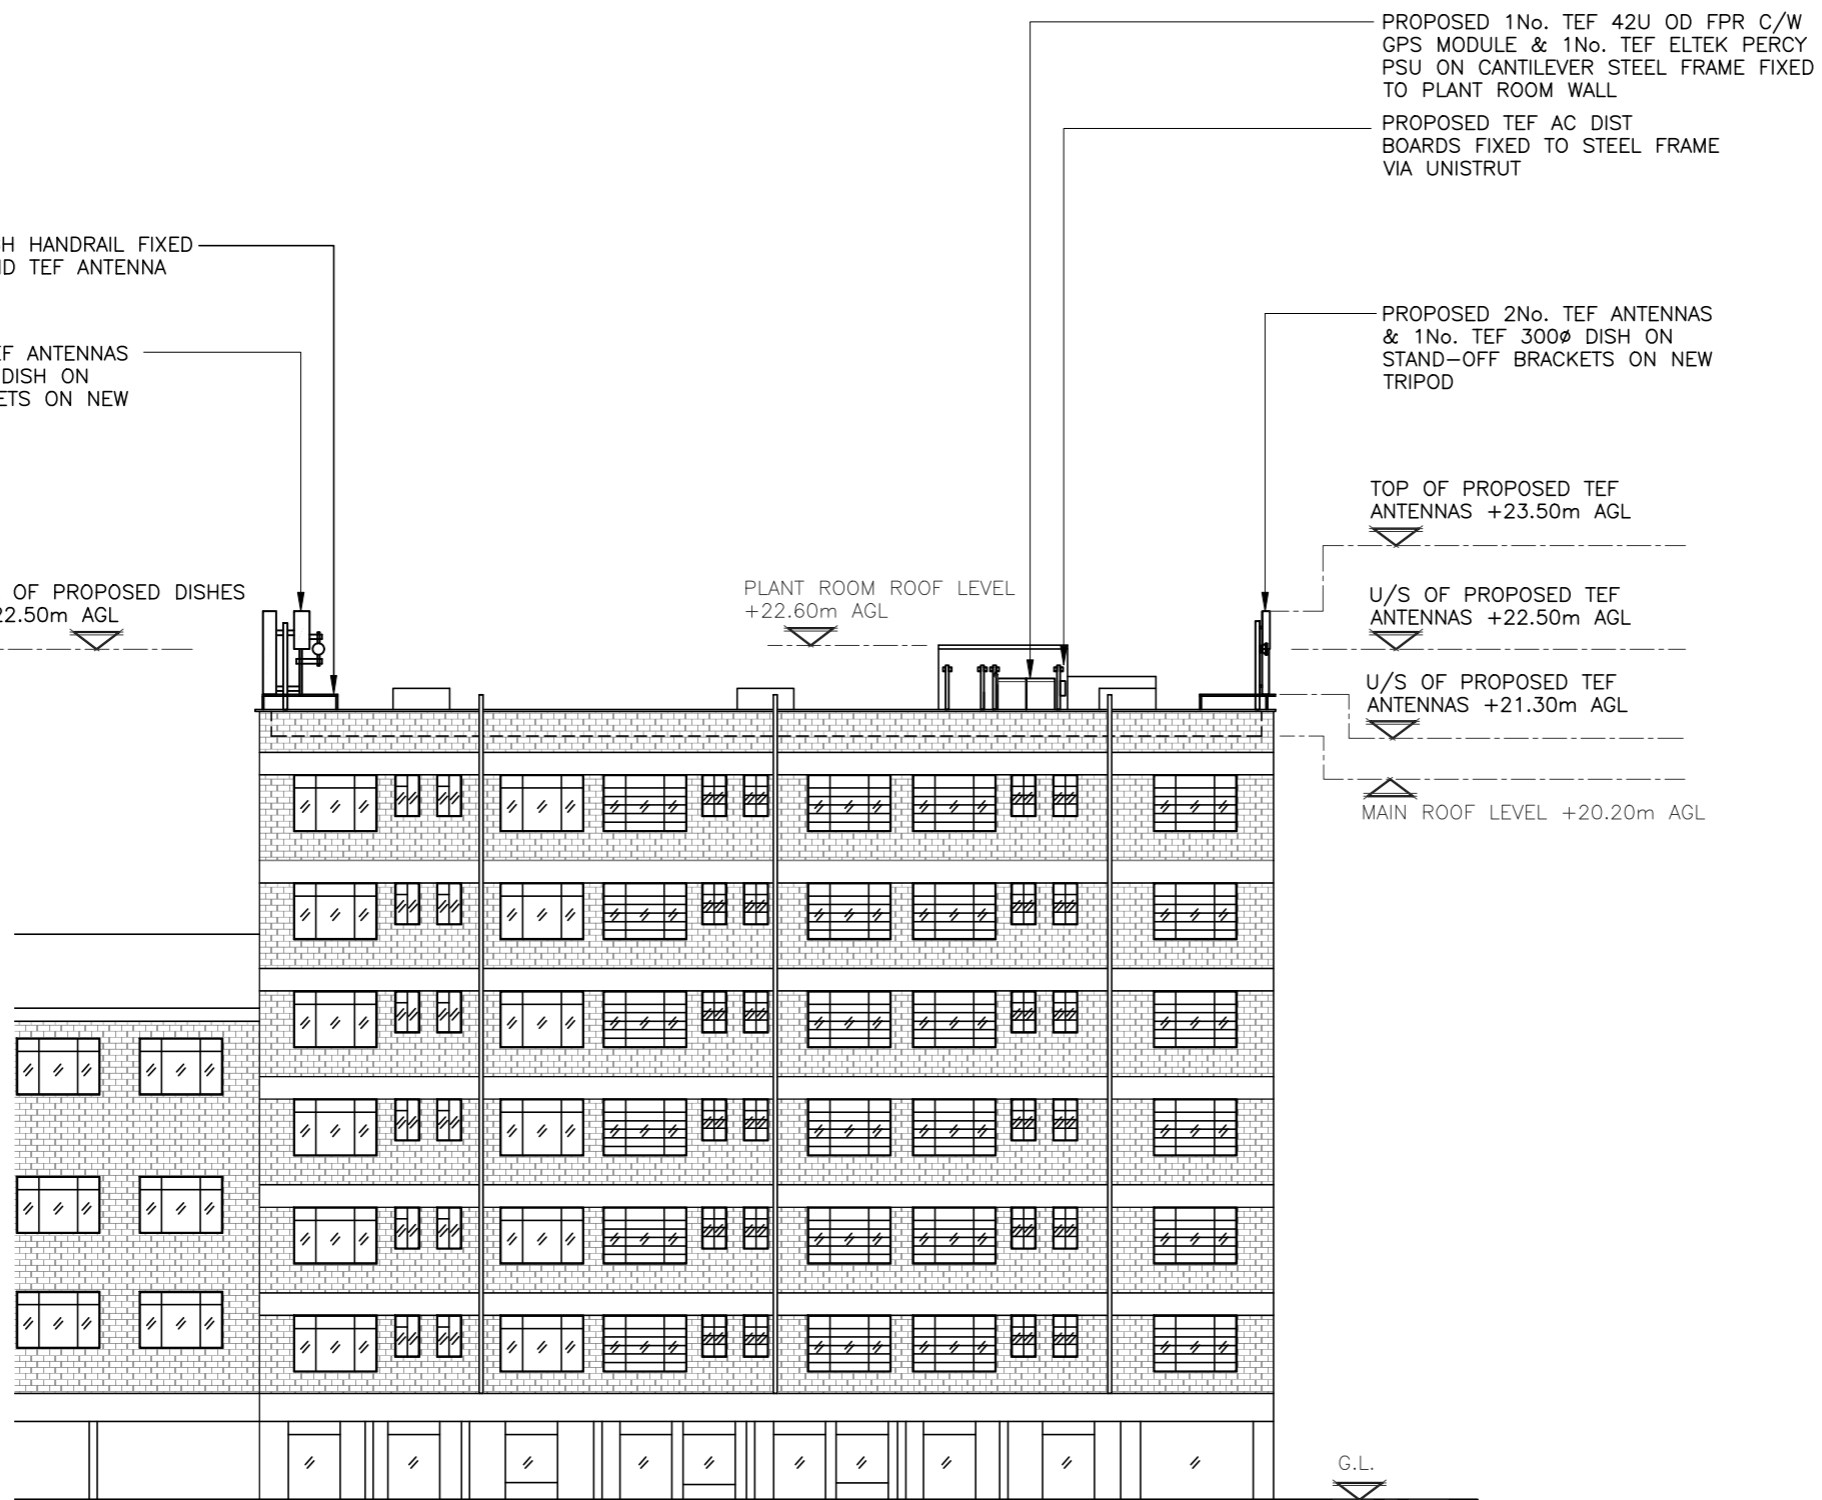 PROPOSED 1No. TEF 42U OD FPR C/W
GPS MODULE & 1No. TEF ELTEK PERCY
PSU ON CANTILEVER STEEL FRAME FIXED
TO PLANT ROOM WALL
PROPOSED TEF AC DIST
BOARDS FIXED TO STEEL FRAME
VIA UNISTRUT
HANDRAIL FIXED
TEF ANTENNA
PROPOSED 2No. TEF ANTENNAS
& 1No. TEF 300ø DISH ON
STAND-OFF BRACKETS ON NEW
TRIPOD
ANTENNAS
DISH ON
ON NEW
TOP OF PROPOSED TEF
ANTENNAS +23.50m AGL
OF PROPOSED DISHES
22.50m AGL
PLANT ROOM ROOF LEVEL
+22.60m AGL
U/S OF PROPOSED TEF
ANTENNAS +22.50m AGL
U/S OF PROPOSED TEF
ANTENNAS +21.30m AGL
MAIN ROOF LEVEL +20.20m AGL
G.L.